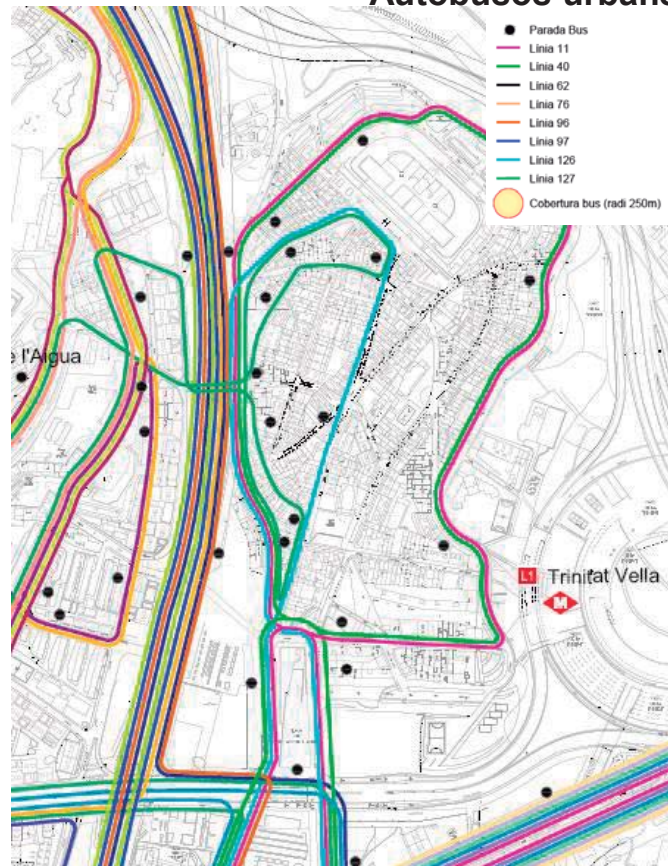 Autobusos urbano
Parada Bus
Línia 11
Línia 40
Línia 62
Línia 76
Línia 96
Línia 97
Línia 126
Línia 127
Cobertura bus (radi 250m)
e l'Aigua
L1 Trinitat Vella
M